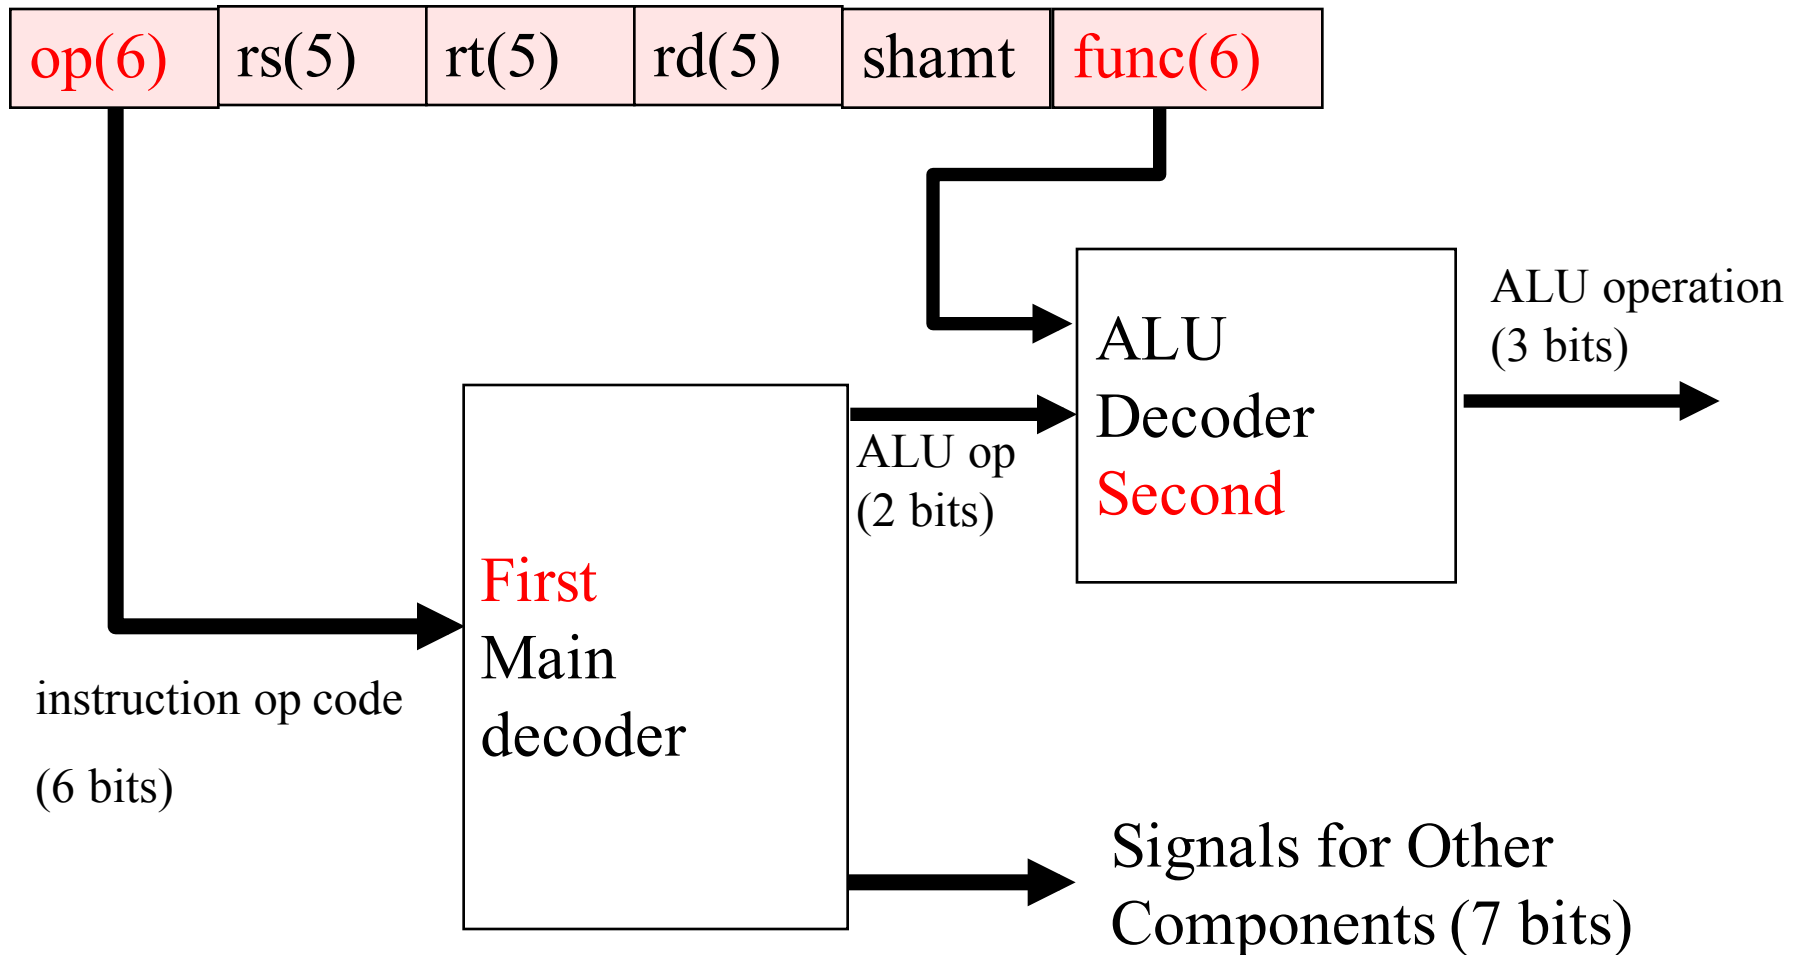 op(6) rs(5) rt(5) rd(5) shamt func(6)
ALU operation
(3 bits)
ALU
Decoder
Second
ALU op
(2 bits)
First
Main
decoder
instruction op code
(6 bits)
Signals for Other
Components (7 bits)